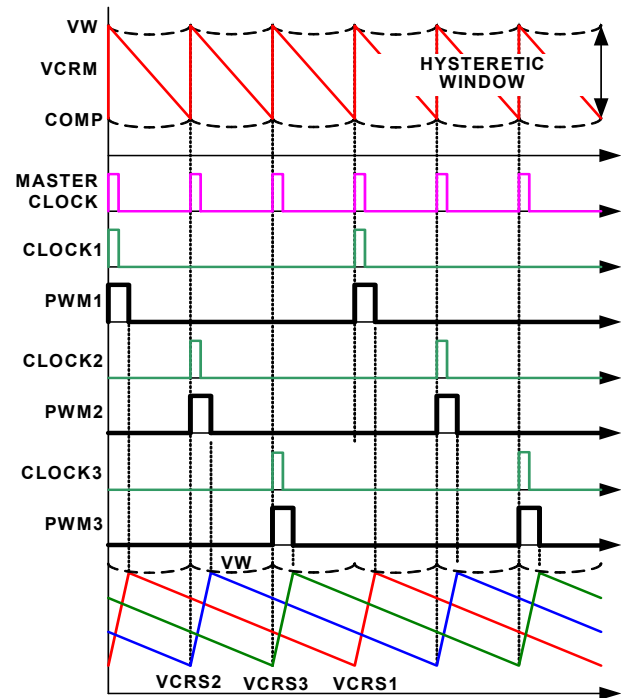 VW
VCRM
HYSTERETIC
WINDOW
COMP
MASTER
CLOCK
CLOCK1
PWM1
CLOCK2
PWM2
CLOCK3
PWM3
VW
VCRS2 VCRS3 VCRS1